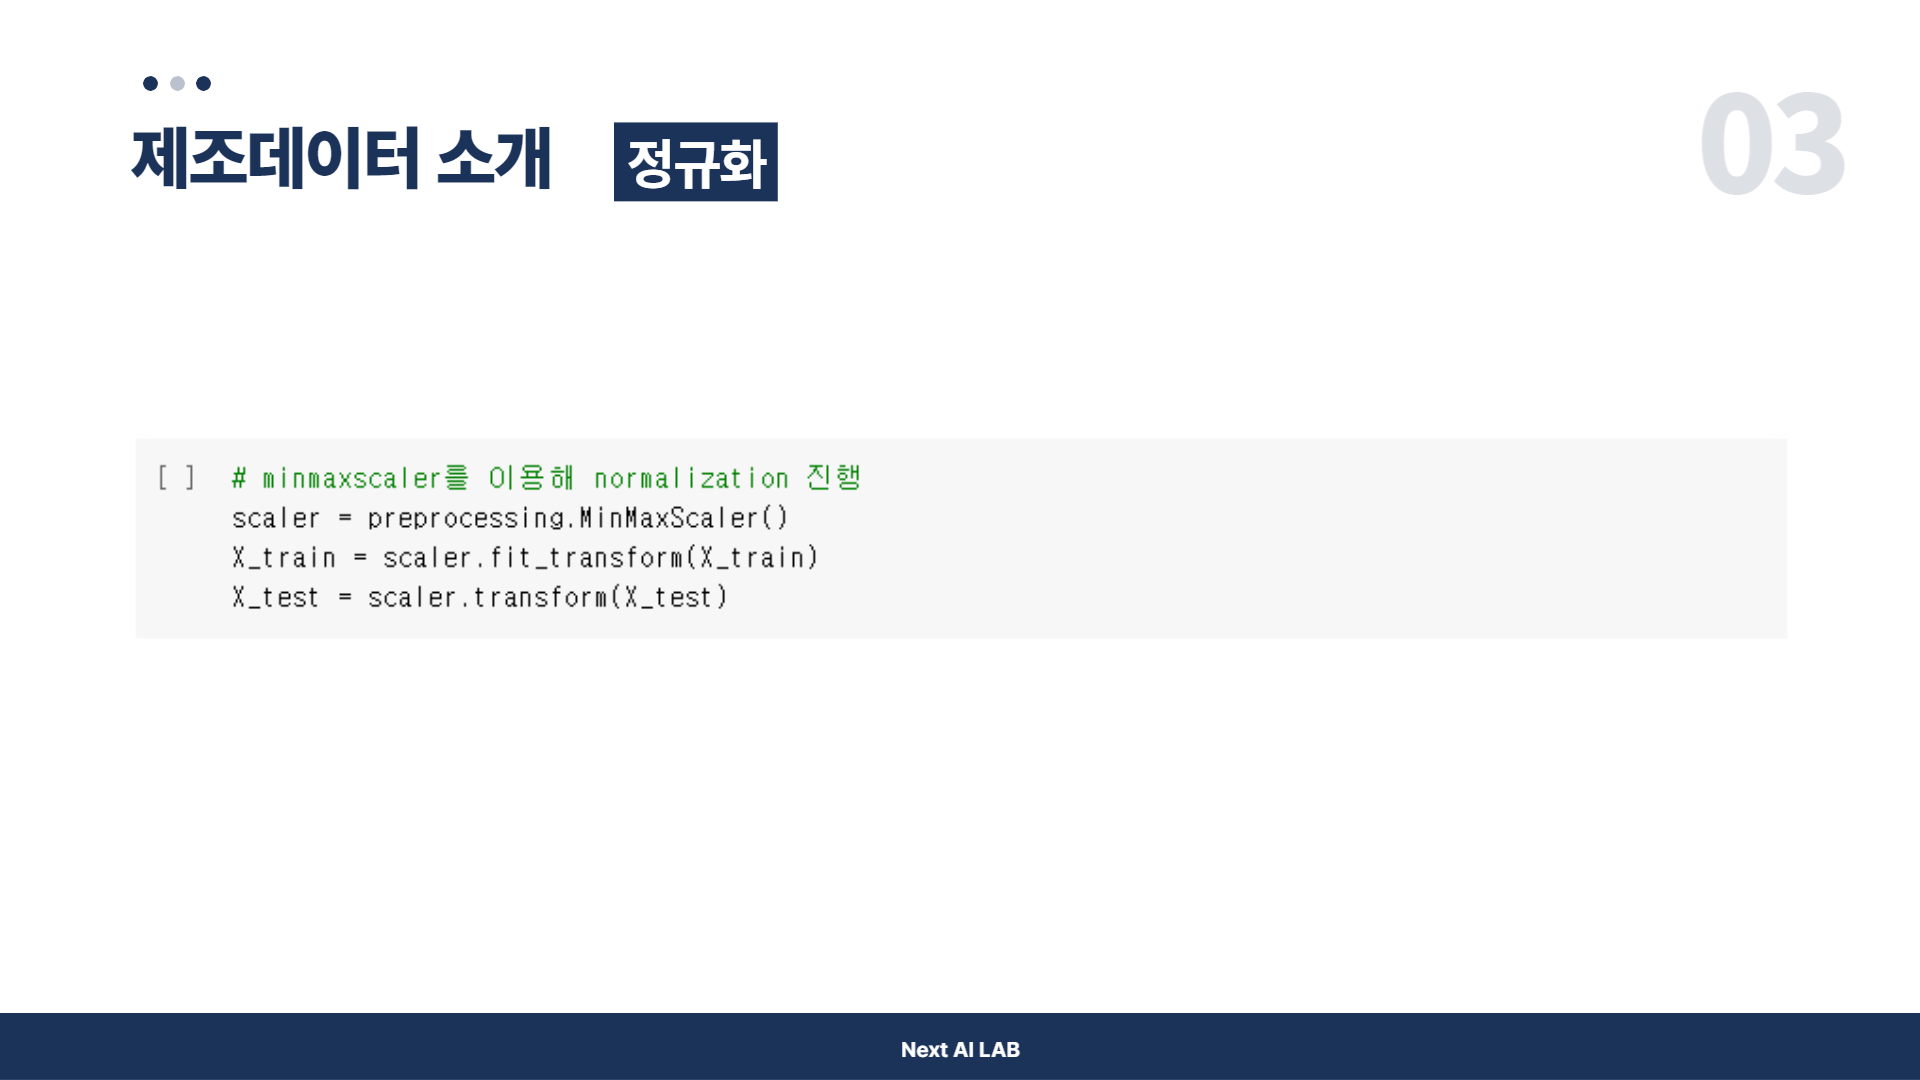 제조데이터 소개
정규화
03
[ ] # minmaxscaler를 이용해 normalization 진행
scaler = preprocessing.MinMaxScaler()
X_train = scaler.fit_transform(X_train)
X_test = scaler.transform(X_test)
Next AI LAB